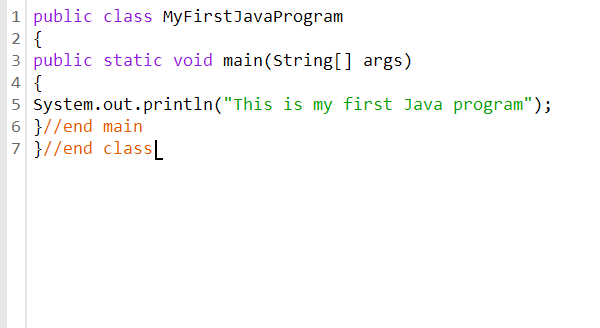 1 public class MyFirstJavaProgram
2 {
3 public static void main(String[] args)
4 {
5 System.out.println("This is my first Java program");
6 }//end main
7 }//end class